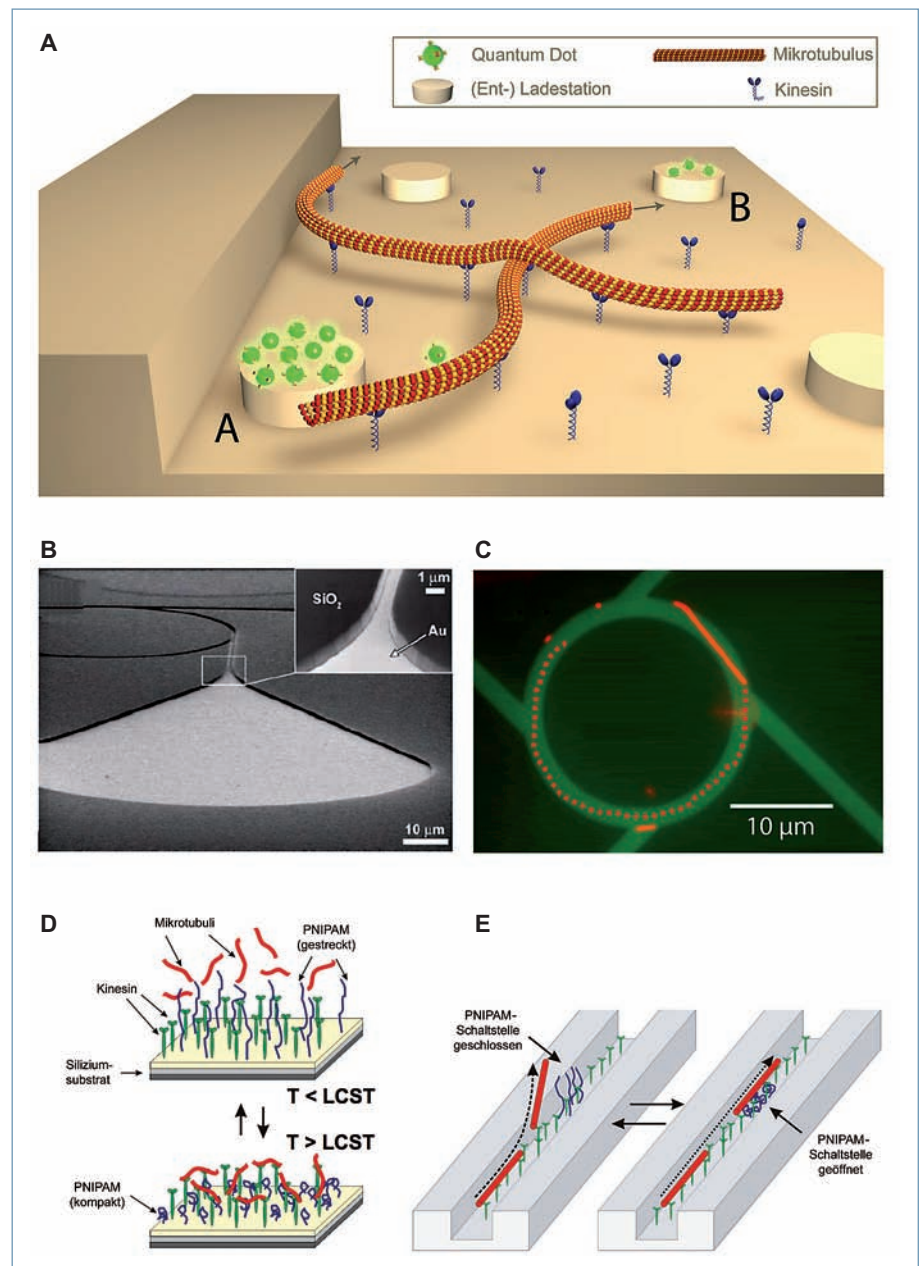 A
Quantum Dot
Mikrotubulus
(Ent-) Ladestation
Kinesin
B
A
B
1 µm
SiO2
Au
10 µm
C
10 µm
D
Mikrotubuli
PNIPAM
(gestreckt)
Kinesin
Silizium-
substrat
T < LCST
T > LCST
PNIPAM
(kompakt)
E
PNIPAM-
Schaltstelle
geschlossen
PNIPAM-
Schaltstelle
geöffnet